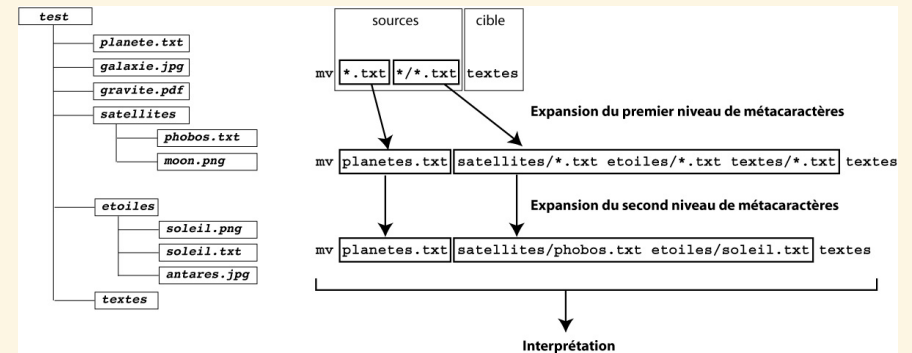 test
planete.txt
galaxie.jpg
gravite.pdf
satellites
phobos.txt
moon.png
etoiles
soleil.png
soleil.txt
antares.jpg
textes
sources cible
mv *.txt */*.txt textes
Expansion du premier niveau de métacaractères
mv planetes.txt satellites/*.txt etoiles/*.txt textes/*.txt textes
Expansion du second niveau de métacaractères
mv planetes.txt satellites/phobos.txt etoiles/soleil.txt textes
Interprétation